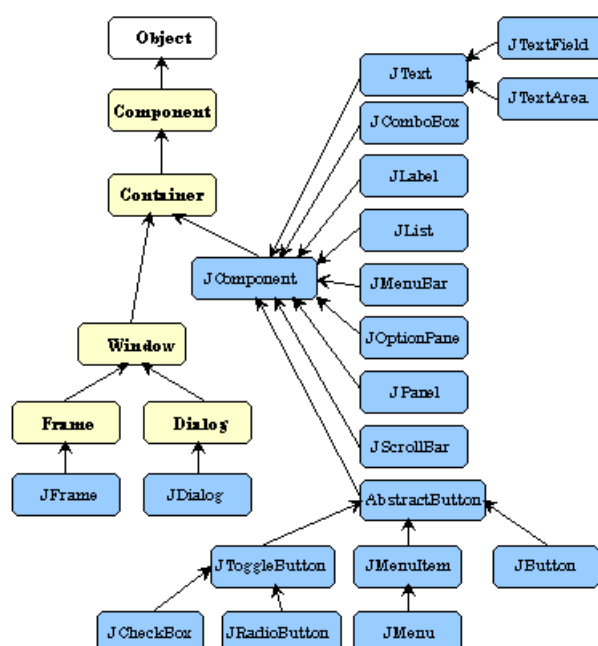 Object
JTextField
JText
JTextArea
Component
JComboBox
JLabel
Container
JList
JComponent
JMenuBar
JOptionPane
Window
JPanel
Frame
Dialog
JScrollBar
JFrame
JDialog
AbstractButton
JToggleButton
JMenuItem
JButton
JCheckBox
JRadioButton
JMenu